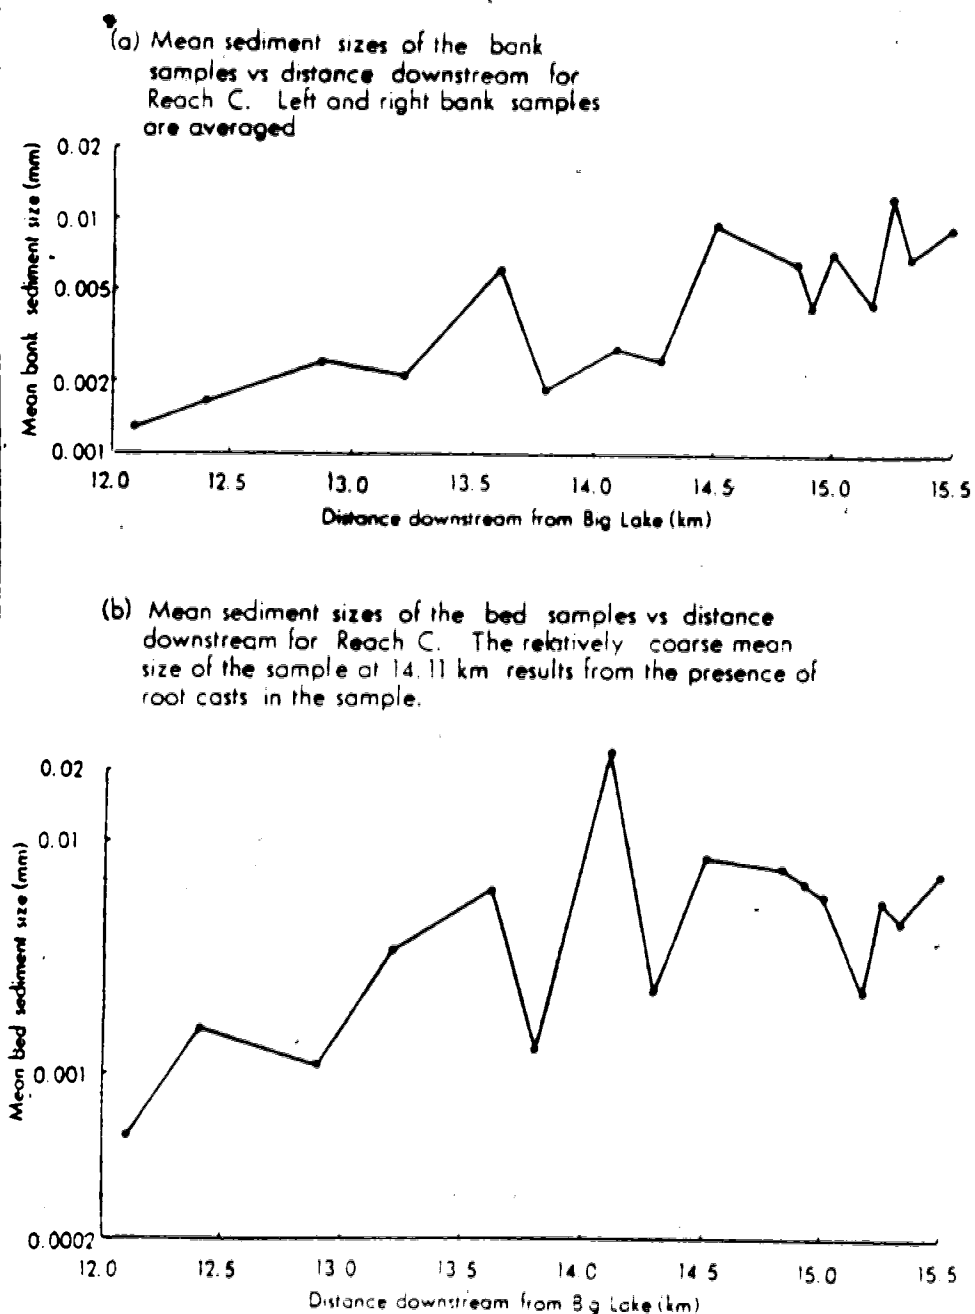 (a) Mean sediment sizes of the bank
samples vs distance downstream for
Reach C. Left and right bank samples
are averaged
0.02
0.01
0.005
0.002
0.001
Mean bank sediment size (mm)
12.0 12.5 13.0 13.5 14.0 14.5 15.0 15.5
Distance downstream from Big Lake (km)
(b) Mean sediment sizes of the bed samples vs distance
downstream for Reach C. The relatively coarse mean
size of the sample at 14.11 km results from the presence of
root casts in the sample.
0.02
0.01
0.001
0.0002
Mean Bed sediment size (mm)
12.0 12.5 13.0 13.5 14.0 14.5 15.0 15.5
Distance downstream from Big Lake (km)